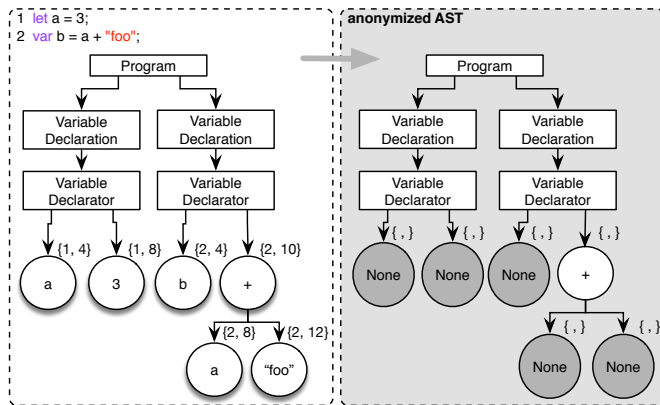 1 let a = 3;
2 var b = a + "foo";
Program
Variable
Declaration
Variable
Declaration
Variable
Declarator
Variable
Declarator
{1, 4} {1, 8} {2, 4} {2, 10}
a 3 b +
{2, 8} {2, 12}
a "foo"
anonymized AST
Program
Variable
Declaration
Variable
Declaration
Variable
Declarator
Variable
Declarator
{ , } { , } { , } { , }
None None None +
{ , } { , }
None None